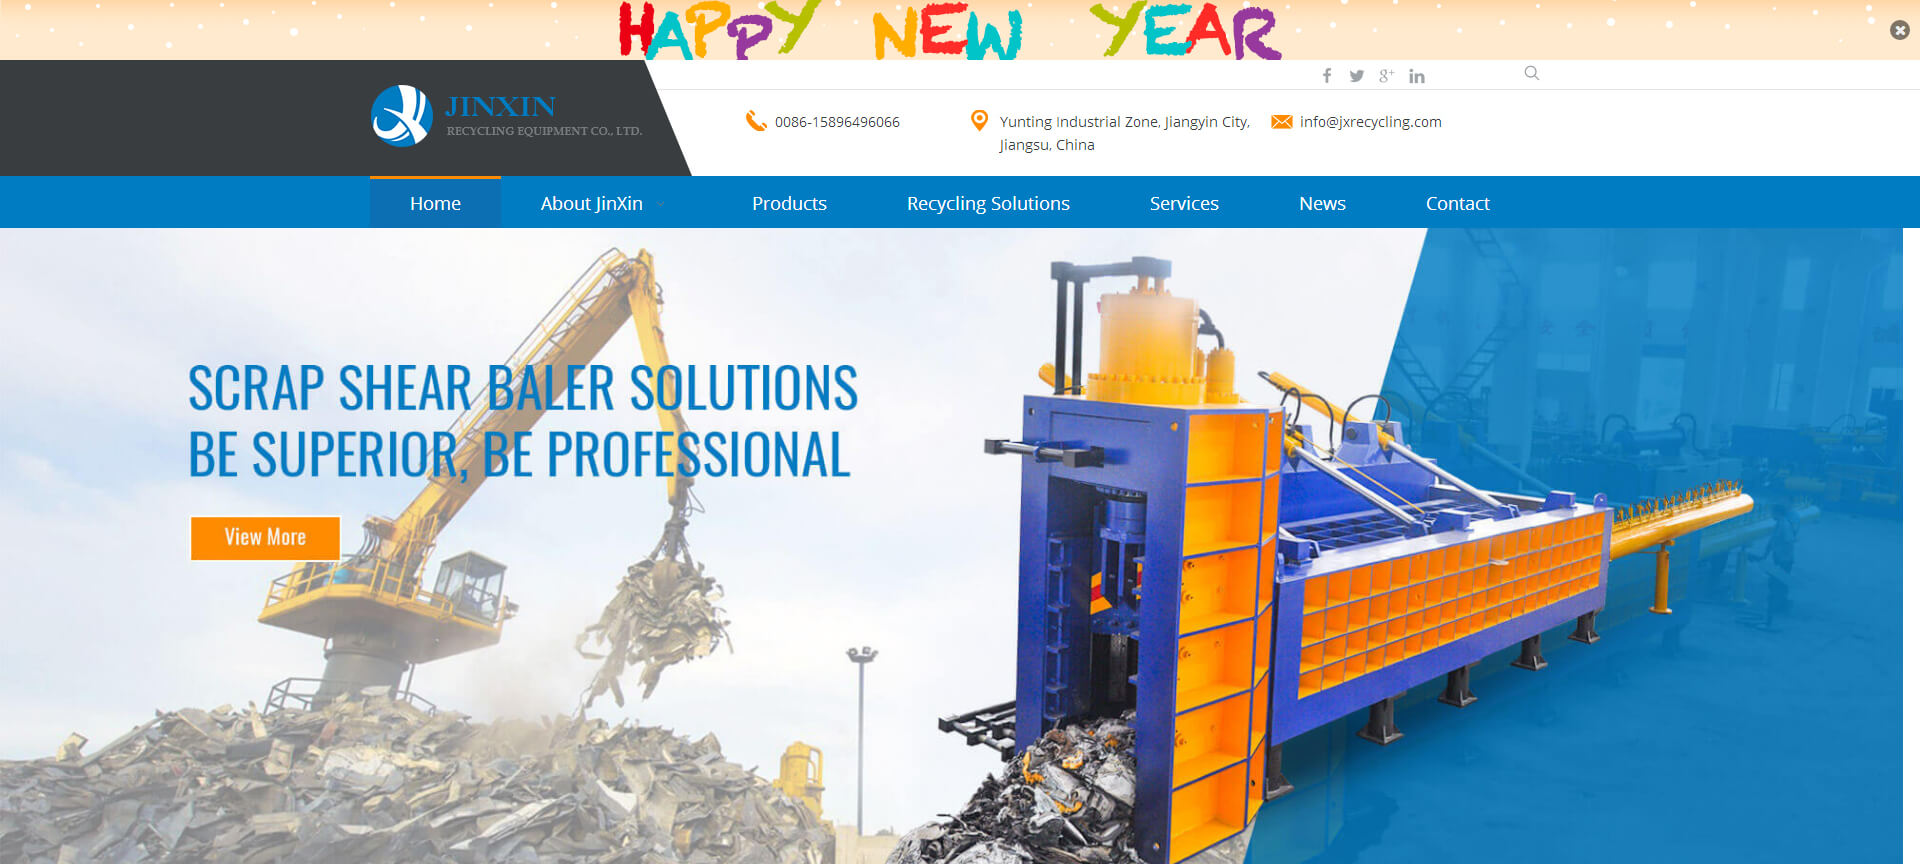 HAPPY NEW YEAR
JINXIN
RECYCLING EQUIPMENT CO., LTD.
0086-15896496066
Yunting Industrial Zone, Jiangyin City,
Jiangsu, China
info@jxrecycling.com
Home
About JinXin
Products
Recycling Solutions
Services
News
Contact
SCRAP SHEAR BALER SOLUTIONS
BE SUPERIOR, BE PROFESSIONAL
View More